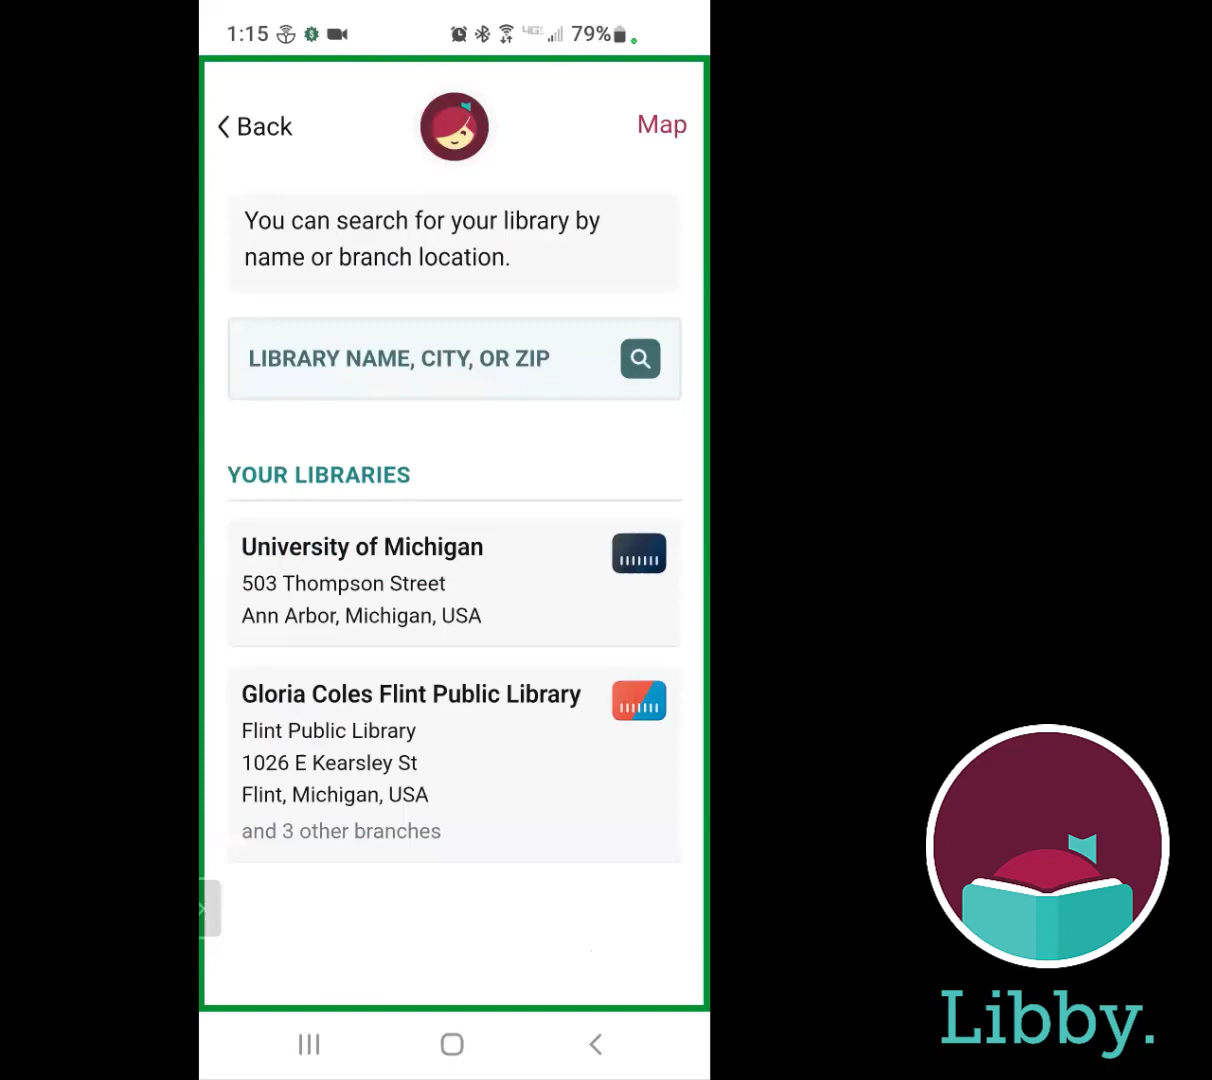 1:15
4G
79%
Back
Map
You can search for your library by
name or branch location.
LIBRARY NAME, CITY, OR ZIP
YOUR LIBRARIES
University of Michigan
503 Thompson Street
Ann Arbor, Michigan, USA
Gloria Coles Flint Public Library
Flint Public Library
1026 E Kearsley St
Flint, Michigan, USA
and 3 other branches
Libby.